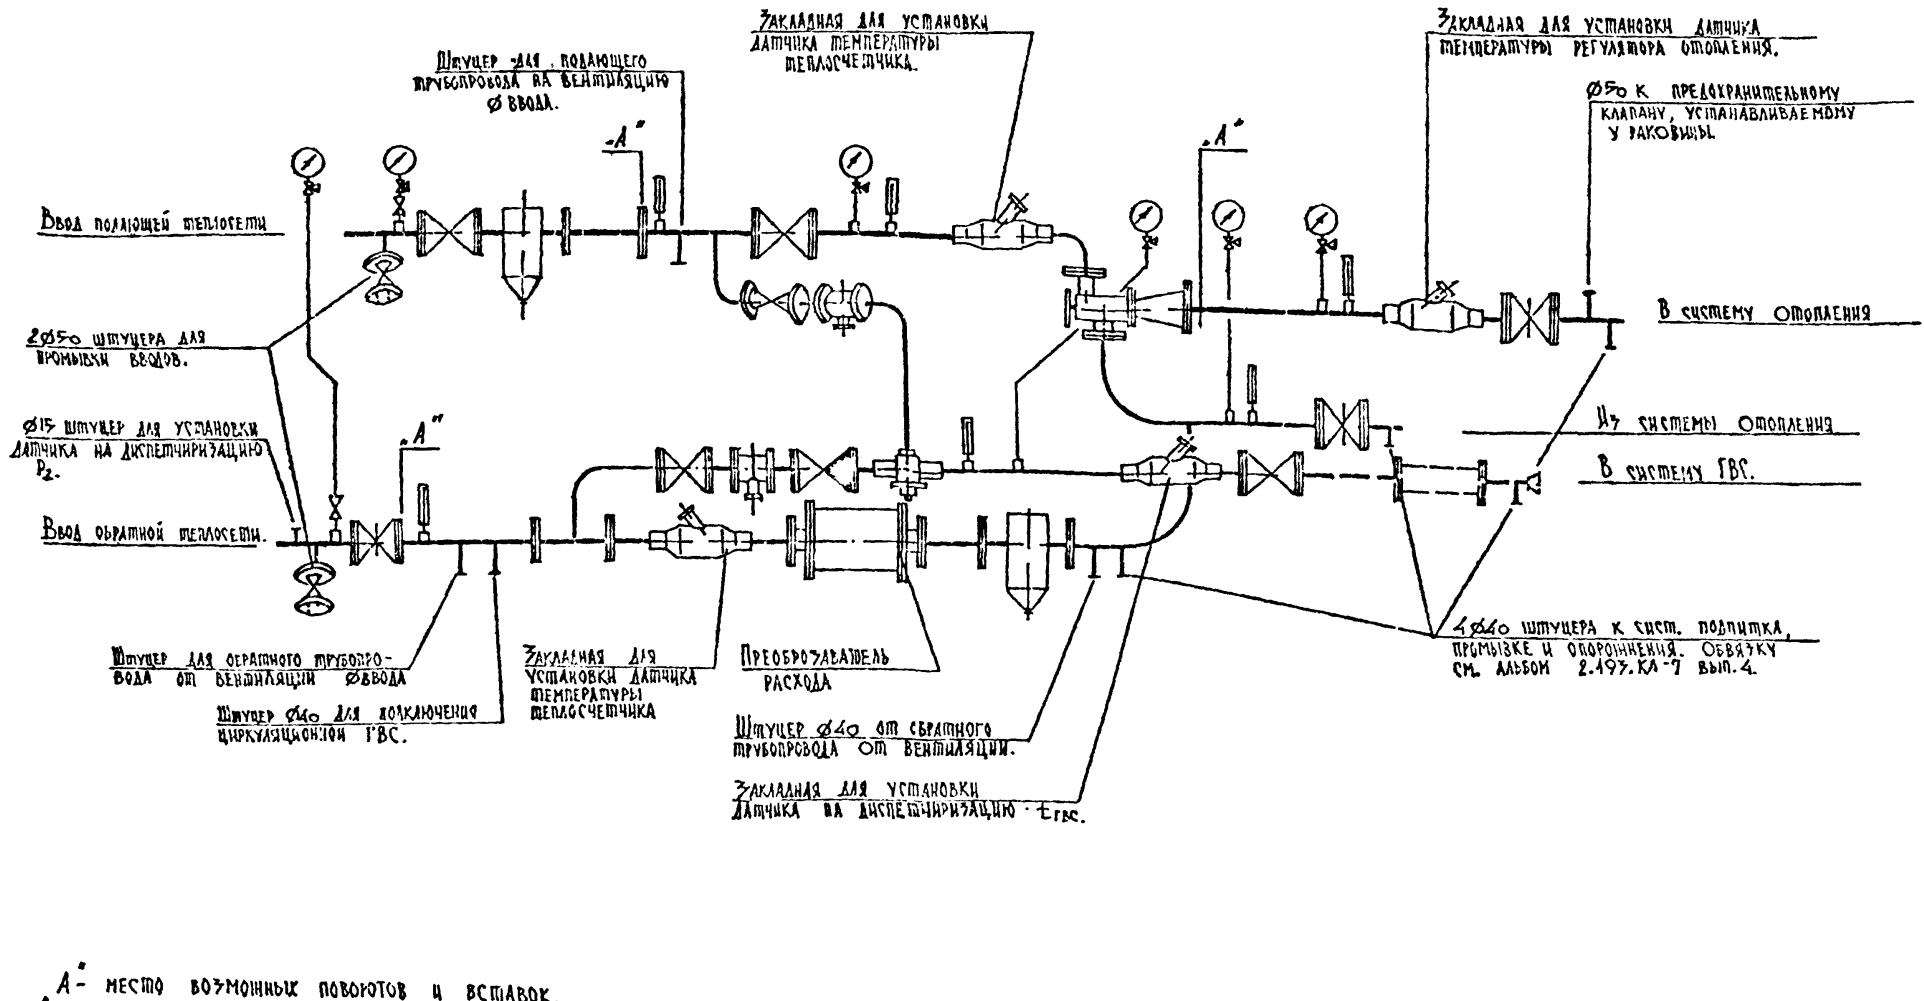 Закладная для установки
датчика температуры
теплосчетчика.
Закладная для установки датчика
температуры регулятора отопления.
Штуцер для подающего
трубопровода на вентиляцию
Ø ввода.
Ø50 к предохранительному
клапану, устанавливаемому
у раковины.
„А"
„А"
Ввод подающей теплосети
В систему отопления
2Ø50 штуцера для
промывки вводов.
Ø15 штуцер для установки
датчика на диспетчиризацию
P2.
„А"
Из системы отопления
В систему ГВС.
Ввод обратной теплосети.
4Ø40 штуцера к сист. подпитка,
промызке и опорожнения. Обвязку
см. альбом 2.193.КЛ-7 вып. 4.
Штуцер для обратного трубопро-
вода от вентиляции Øввода
Штуцер Ø40 для подключения
циркуляционной ГВС.
Закладная для
установки датчика
температуры
теплосчетчика
Преоброзаватель
расхода
Штуцер Ø40 от обратного
трубопровода от вентиляции.
Закладная для установки
датчика на диспетчиризацию tгвс.
„А" - место возможных поворотов и вставок.